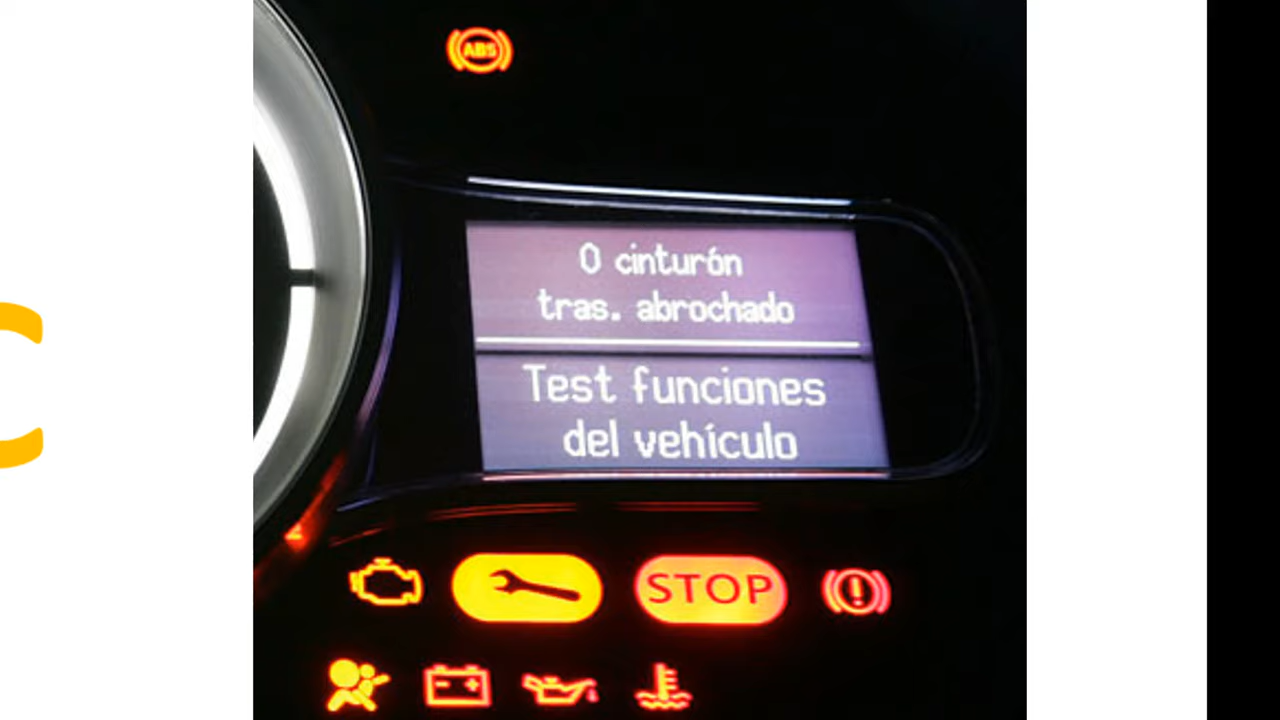 ABS
0 cinturón
tras. abrochado
Test funciones
del vehículo
STOP